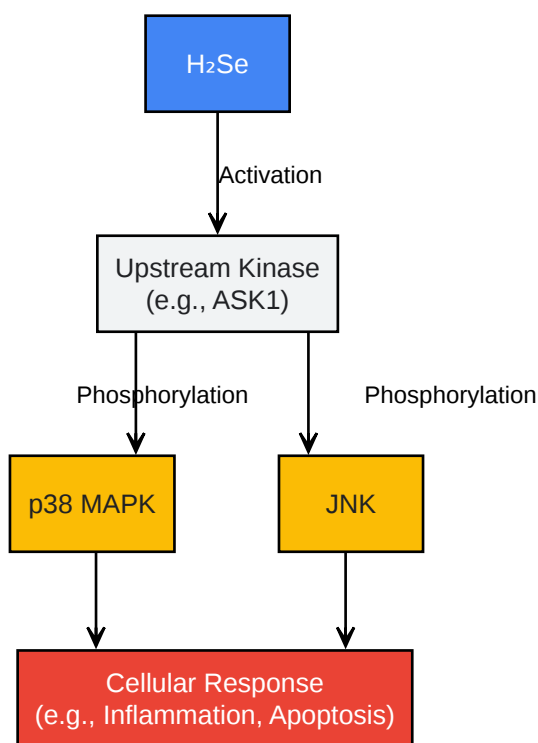 H₂Se
Activation
Upstream Kinase
(e.g., ASK1)
Phosphorylation
Phosphorylation
p38 MAPK
JNK
Cellular Response
(e.g., Inflammation, Apoptosis)